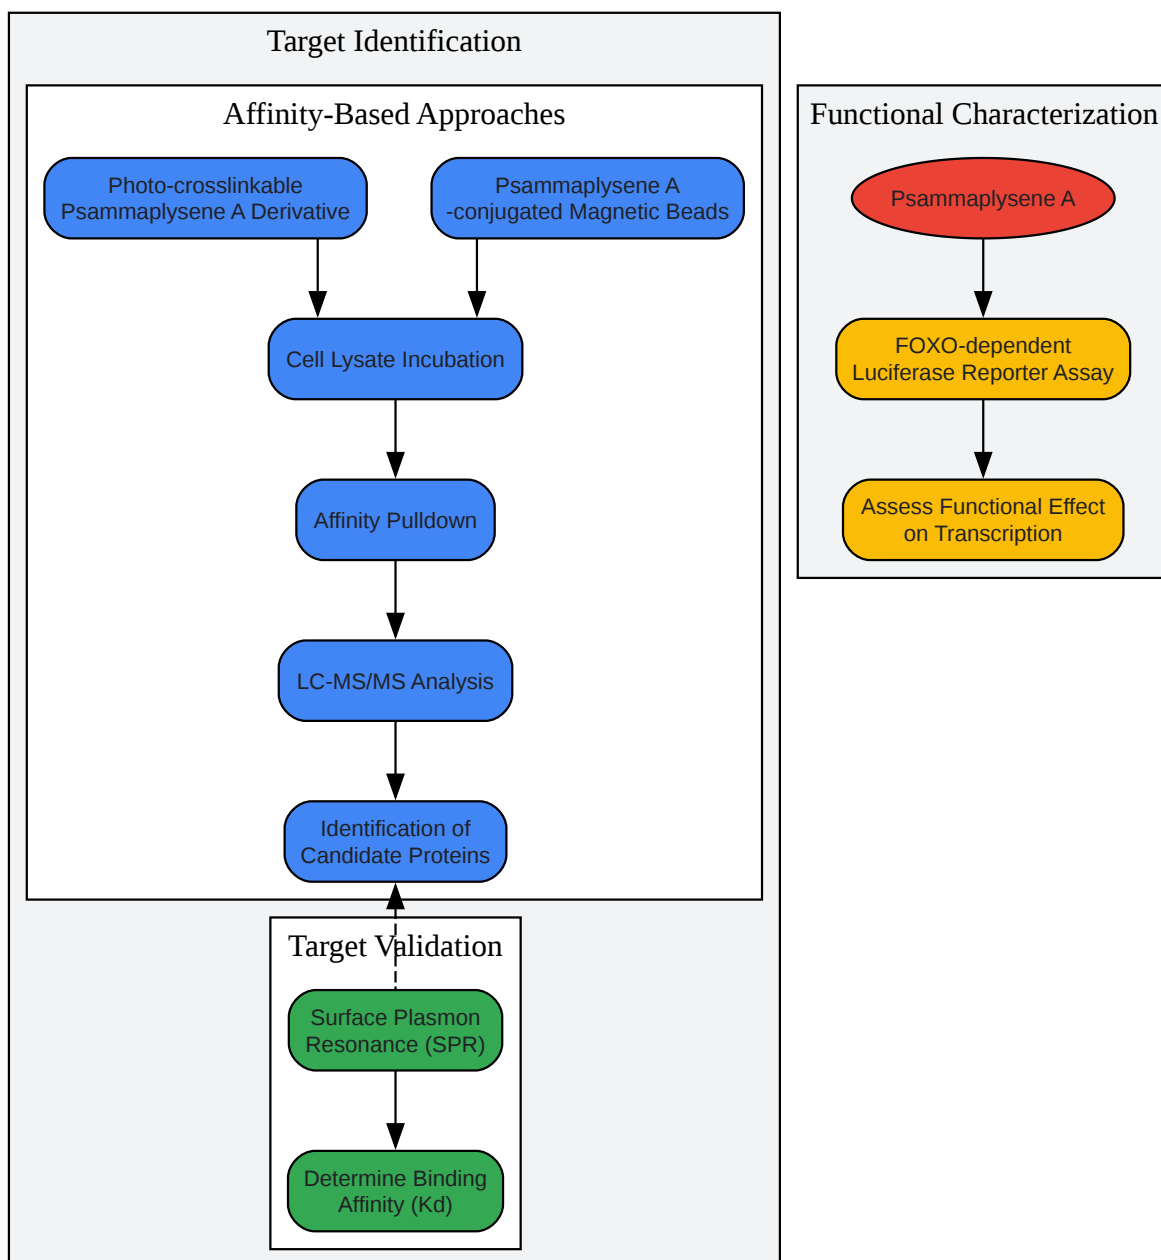 Target Identification
Affinity-Based Approaches
Photo-crosslinkable
Psammaplysene A Derivative
Psammaplysene A
-conjugated Magnetic Beads
Cell Lysate Incubation
Affinity Pulldown
LC-MS/MS Analysis
Identification of
Candidate Proteins
Target Validation
Surface Plasmon
Resonance (SPR)
Determine Binding
Affinity (Kd)
Functional Characterization
Psammaplysene A
FOXO-dependent
Luciferase Reporter Assay
Assess Functional Effect
on Transcription